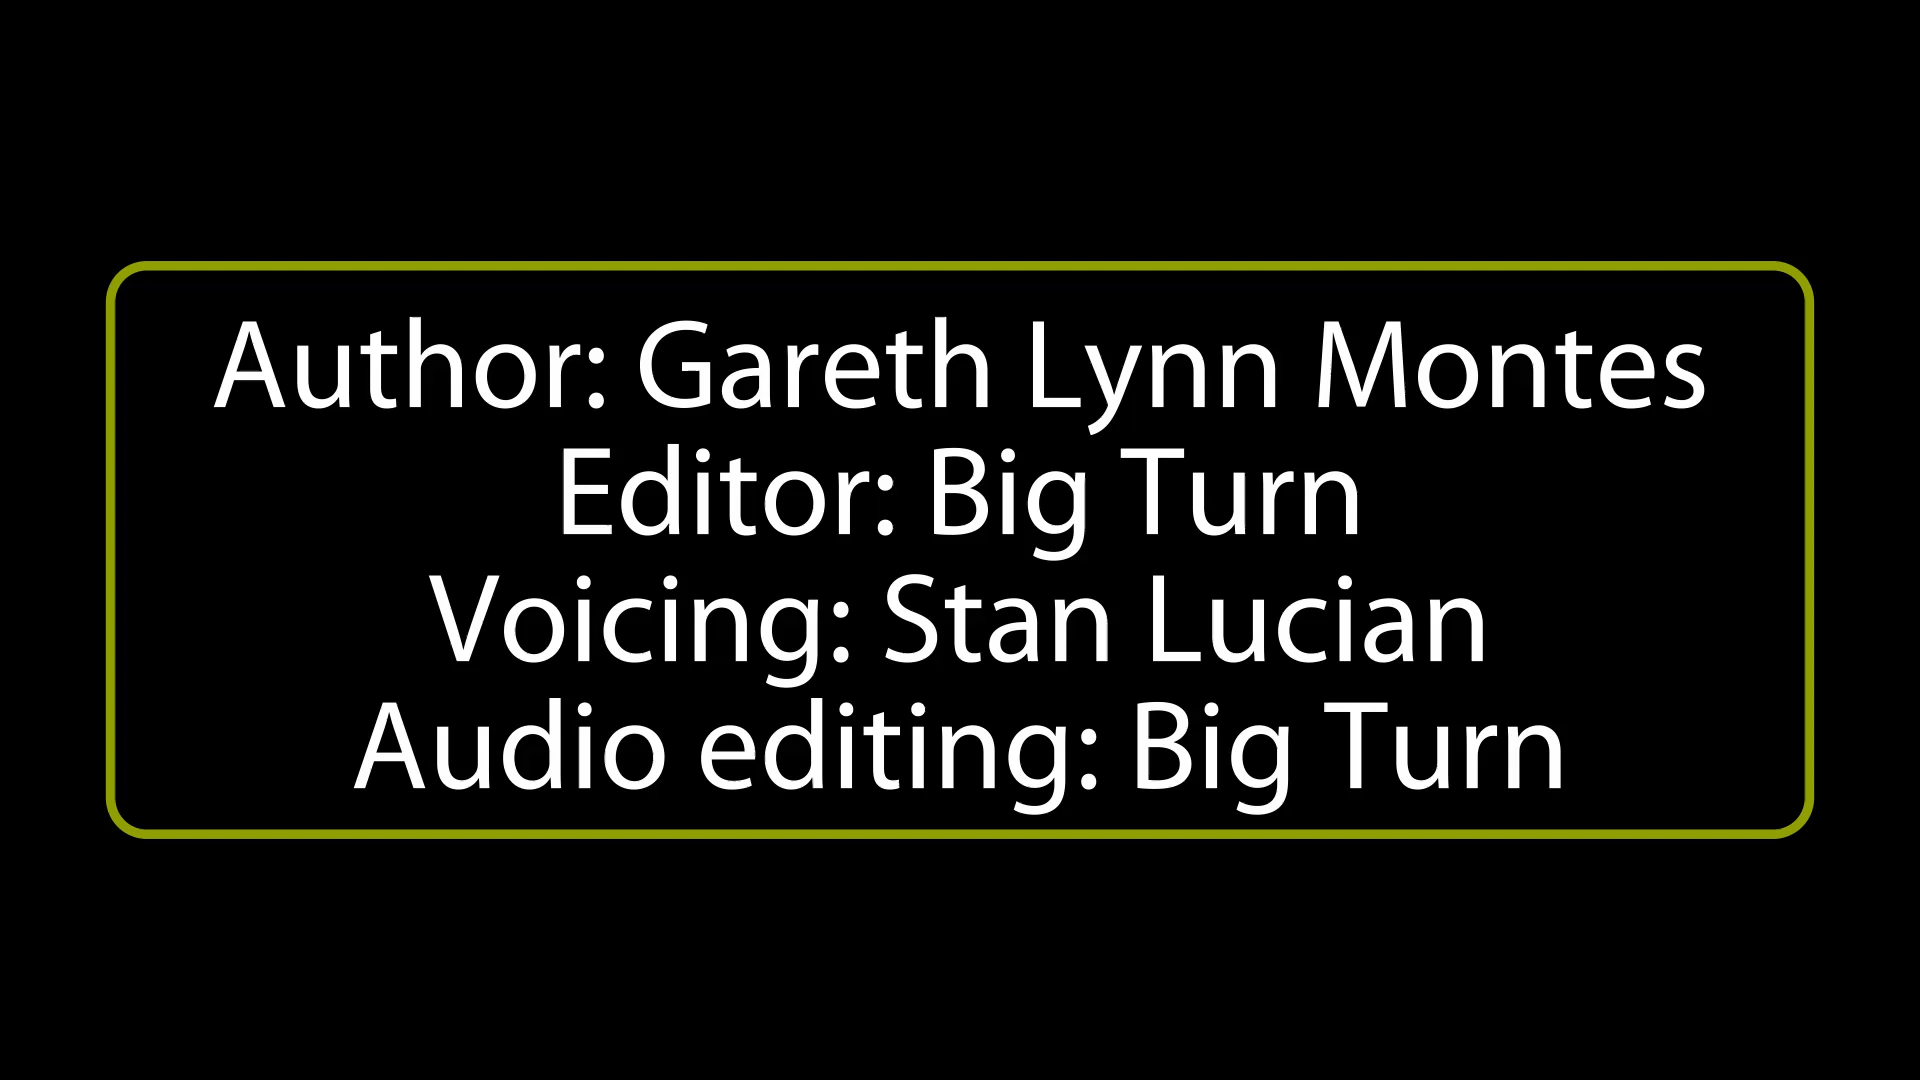 Author: Gareth Lynn Montes
Editor: Big Turn
Voicing: Stan Lucian
Audio editing: Big Turn